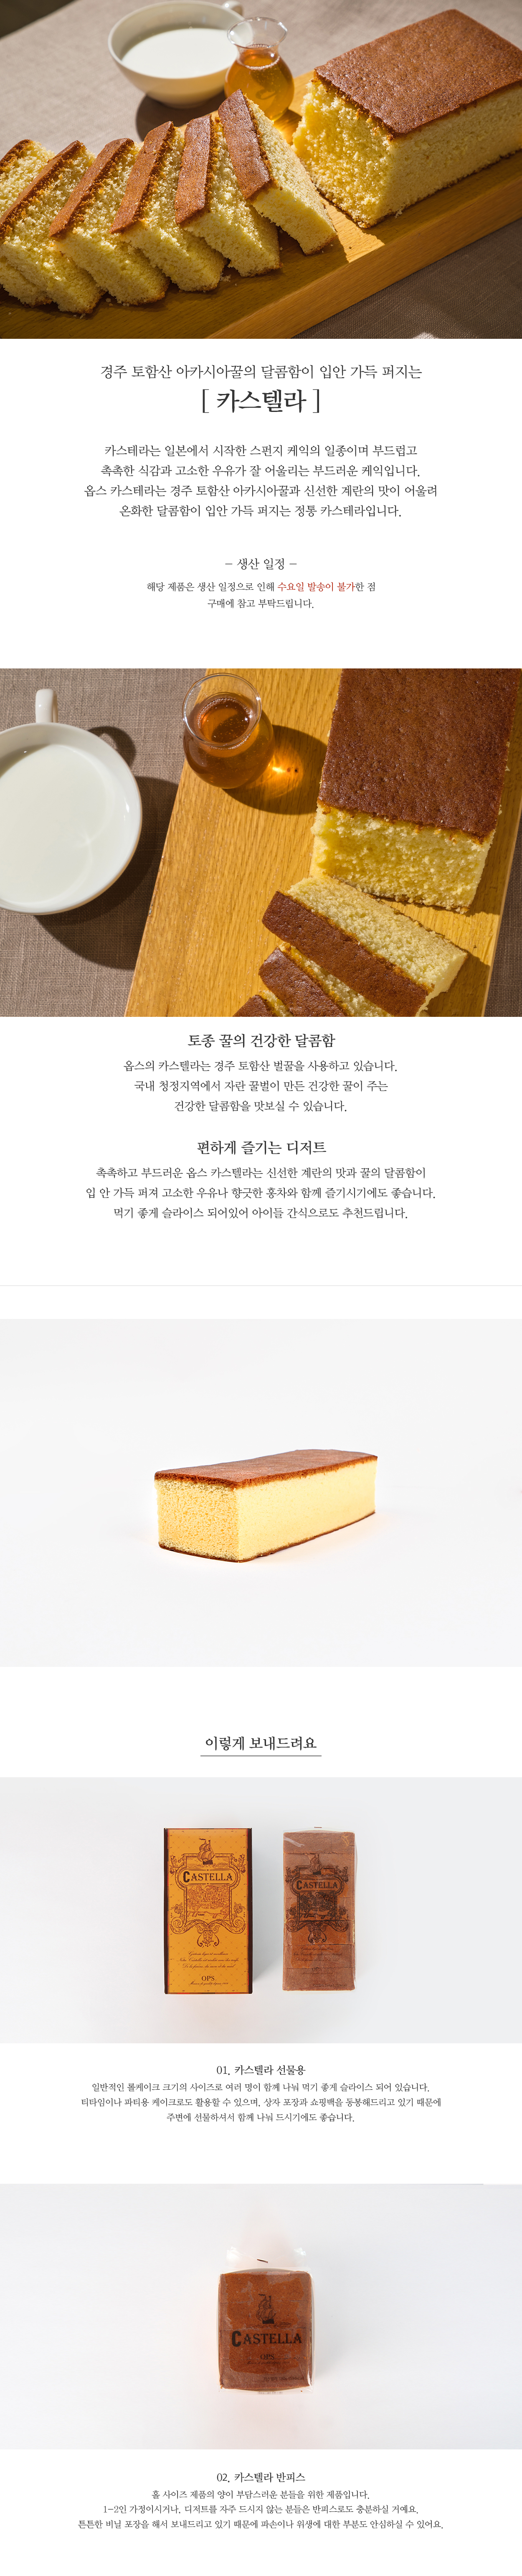 경주 토함산 아카시아꿀의 달콤함이 입안 가득 퍼지는
[ 카스텔라 ]
카스테라는 일본에서 시작한 스펀지 케익의 일종이며 부드럽고
촉촉한 식감과 고소한 우유가 잘 어울리는 부드러운 케익입니다.
옵스 카스테라는 경주 토함산 아카시아꿀과 신선한 계란의 맛이 어울려
온화한 달콤함이 입안 가득 퍼지는 정통 카스테라입니다.
- 생산 일정 -
해당 제품은 생산 일정으로 인해 수요일 발송이 불가한 점
구매에 참고 부탁드립니다.
토종 꿀의 건강한 달콤함
옵스의 카스텔라는 경주 토함산 벌꿀을 사용하고 있습니다.
국내 청정지역에서 자란 꿀벌이 만든 건강한 꿀이 주는
건강한 달콤함을 맛보실 수 있습니다.
편하게 즐기는 디저트
촉촉하고 부드러운 옵스 카스텔라는 신선한 계란의 맛과 꿀의 달콤함이
입 안 가득 퍼져 고소한 우유나 향긋한 홍차와 함께 즐기시기에도 좋습니다.
먹기 좋게 슬라이스 되어있어 아이들 간식으로도 추천드립니다.
이렇게 보내드려요
CASTELLA
OPS
CASTELLA
01. 카스텔라 선물용
일반적인 롤케이크 크기의 사이즈로 여러 명이 함께 나눠 먹기 좋게 슬라이스 되어 있습니다.
티타임이나 파티용 케이크로도 활용할 수 있으며, 상자 포장과 쇼핑백을 동봉해드리고 있기 때문에
주변에 선물하셔서 함께 나눠 드시기에도 좋습니다.
CASTELLA
OPS
02. 카스텔라 반피스
홀 사이즈 제품의 양이 부담스러운 분들을 위한 제품입니다.
1-2인 가정이시거나, 디저트를 자주 드시지 않는 분들은 반피스로도 충분하실 거예요.
튼튼한 비닐 포장을 해서 보내드리고 있기 때문에 파손이나 위생에 대한 부분도 안심하실 수 있어요.